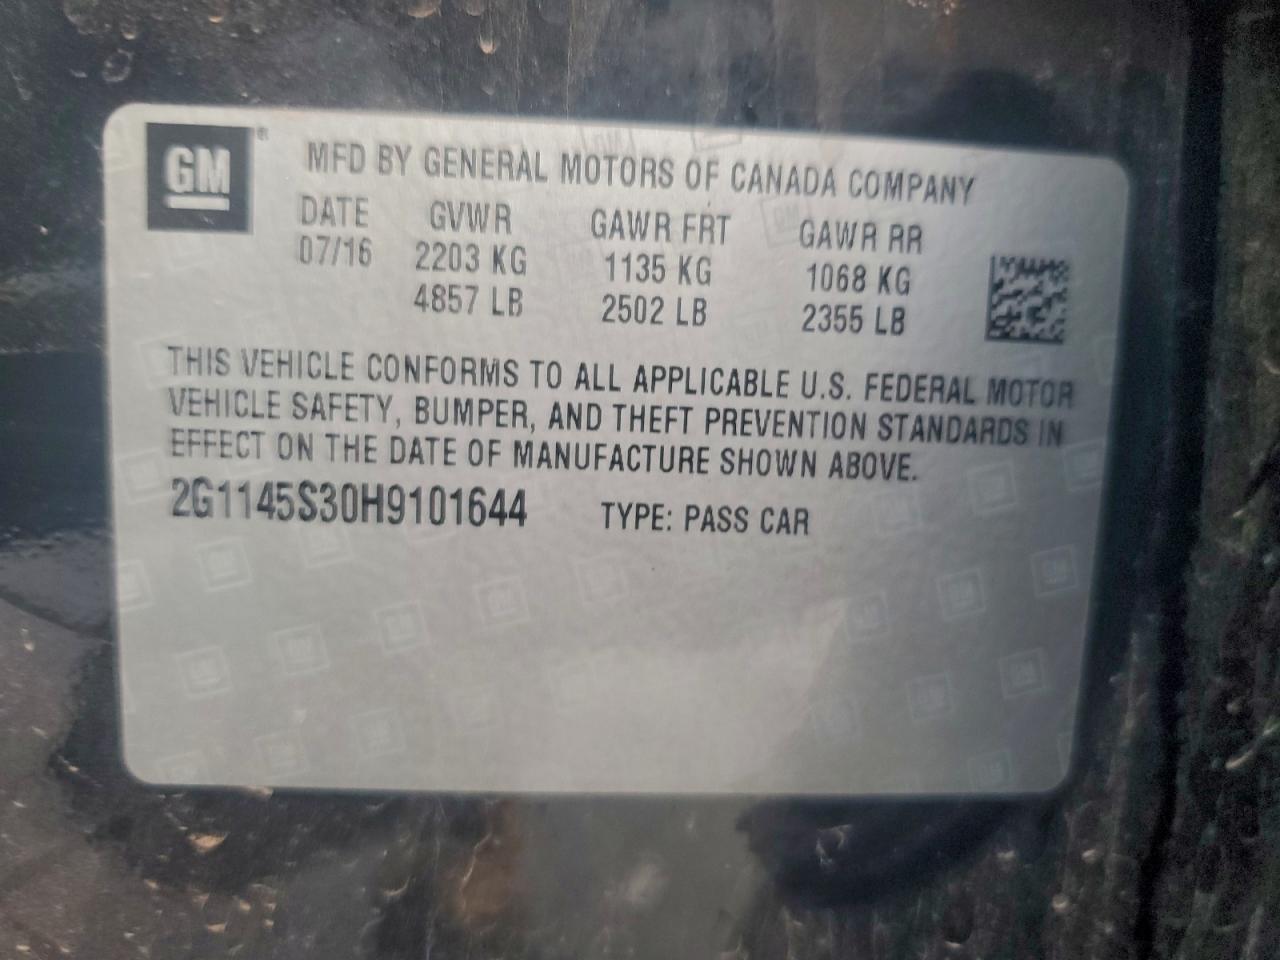 GM
MFD BY GENERAL MOTORS OF CANADA COMPANY
DATE GVWR GAWR FRT GAWR RR
07/16 2203 KG 1135 KG 1068 KG
4857 LB 2502 LB 2355 LB
THIS VEHICLE CONFORMS TO ALL APPLICABLE U.S. FEDERAL MOTOR
VEHICLE SAFETY, BUMPER, AND THEFT PREVENTION STANDARDS IN
EFFECT ON THE DATE OF MANUFACTURE SHOWN ABOVE.
2G1145S30H9101644 TYPE: PASS CAR